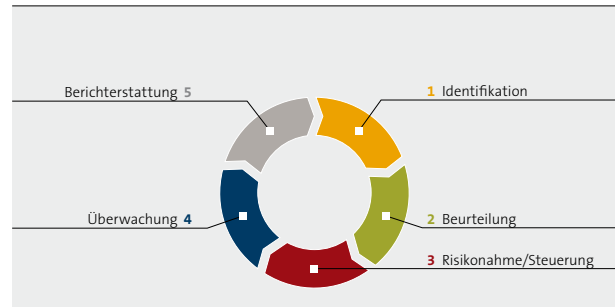 Berichterstattung 5
1 Identifikation
Überwachung 4
2 Beurteilung
3 Risikonahme/Steuerung